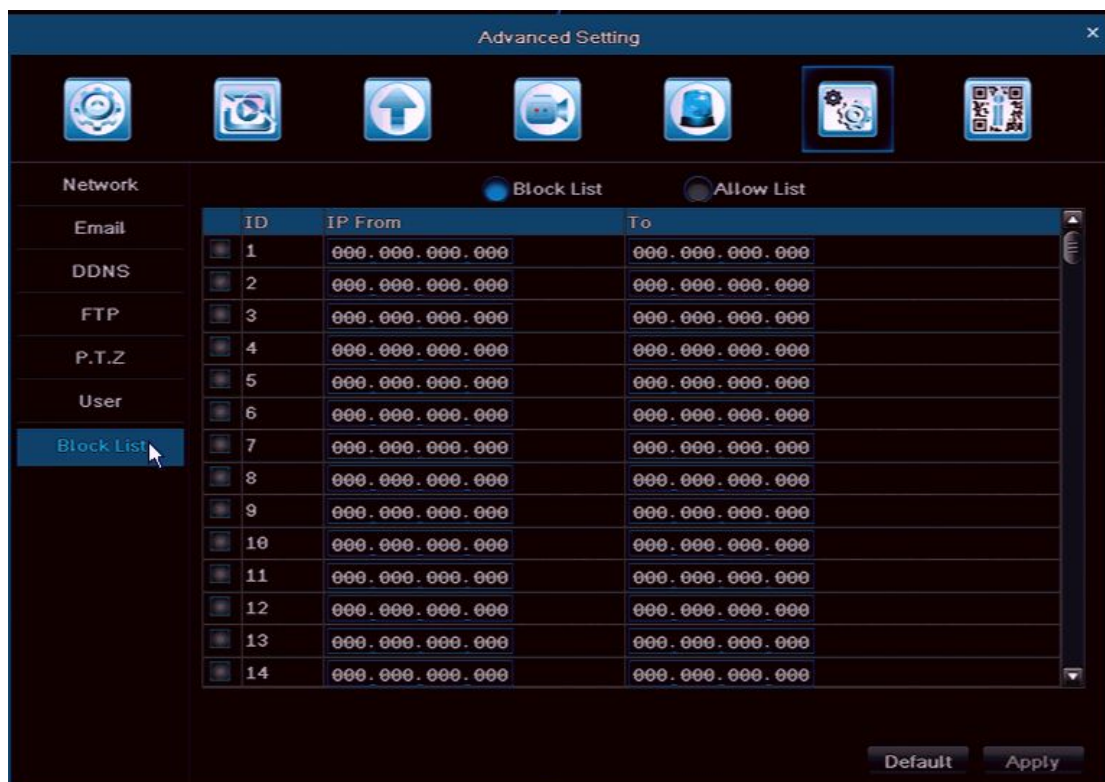 Advanced Setting ×
Network
Email
DDNS
FTP
P.T.Z
User
Block List
Block List Allow List
ID IP From To
1 000.000.000.000 000.000.000.000
2 000.000.000.000 000.000.000.000
3 000.000.000.000 000.000.000.000
4 000.000.000.000 000.000.000.000
5 000.000.000.000 000.000.000.000
6 000.000.000.000 000.000.000.000
7 000.000.000.000 000.000.000.000
8 000.000.000.000 000.000.000.000
9 000.000.000.000 000.000.000.000
10 000.000.000.000 000.000.000.000
11 000.000.000.000 000.000.000.000
12 000.000.000.000 000.000.000.000
13 000.000.000.000 000.000.000.000
14 000.000.000.000 000.000.000.000
Default Apply